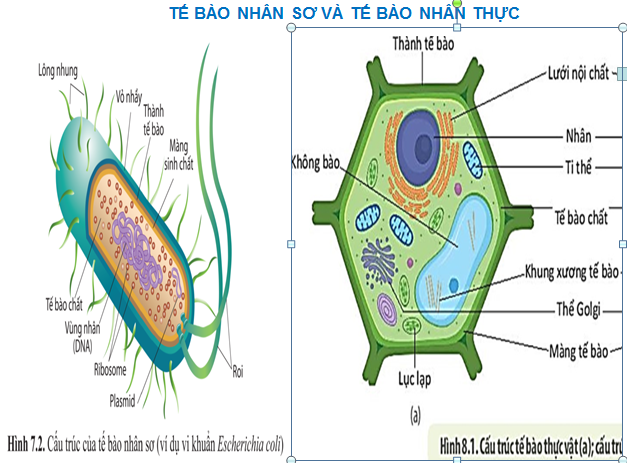 TẾ BÀO NHÂN SƠ VÀ TẾ BÀO NHÂN THỰC
Lông nhung
Vỏ nhầy
Thành
tế bào
Màng
sinh chất
Tế bào chất
Vùng nhân
(DNA)
Ribosome
Plasmid
Roi
Hình 7.2. Cấu trúc của tế bào nhân sơ (ví dụ vi khuẩn Escherichia coli)
Thành tế bào
Lưới nội chất
Nhân
Ti thể
Không bào
Tế bào chất
Khung xương tế bào
Thể Golgi
Màng tế bào
Lục lạp
(a)
Hình 8.1. Cấu trúc tế bào thực vật (a); cấu trú